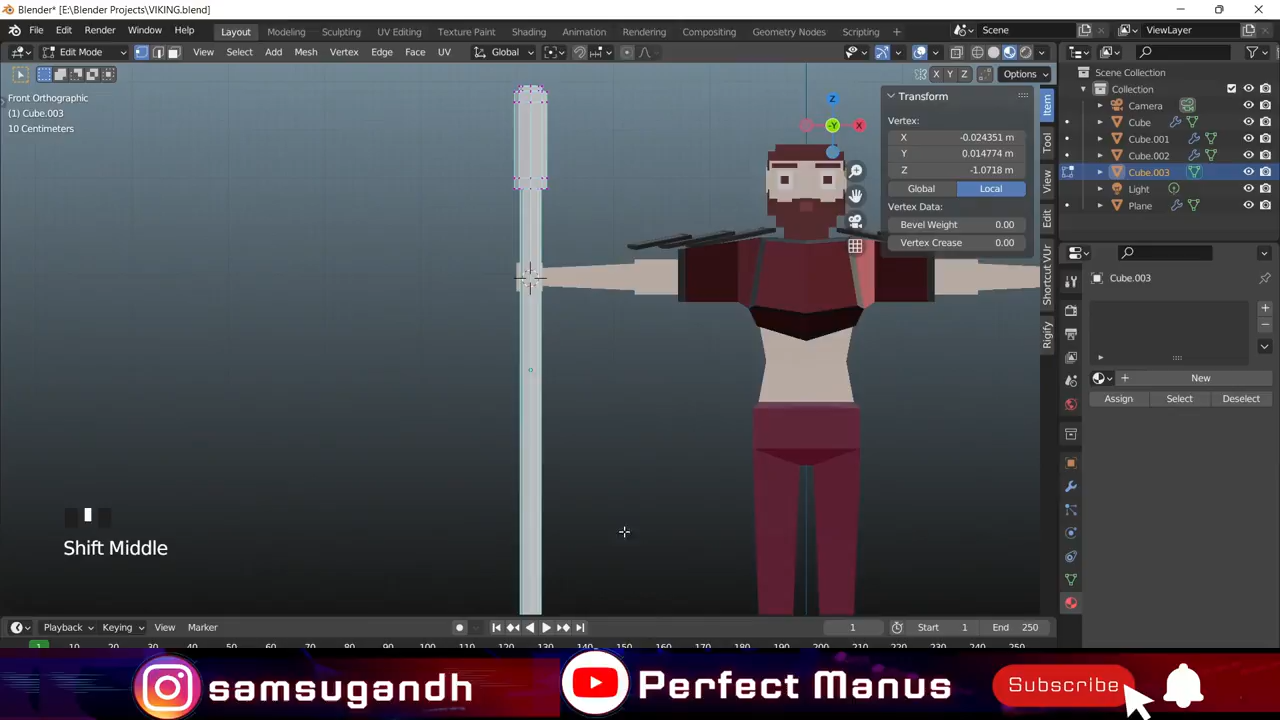 Blender* [E:\Blender Projects\VIKING.blend]
File Edit Render Window Help Layout Modeling Sculpting UV Editing Texture Paint Shading Animation Rendering Compositing Geometry Nodes Scripting + Scene ViewLayer
Edit Mode View Select Add Mesh Vertex Edge Face UV Global
X Y Z Options
Front Orthographic
(1) Cube.003
10 Centimeters
Transform
Vertex:
X -0.024351 m
Y 0.014774 m
Z -1.0718 m
Global Local
Vertex Data:
Bevel Weight 0.00
Vertex Crease 0.00
Z
-Y X
Item
Tool
View
Edit
Shortcut VUr
Rigify
Scene Collection
Collection
Camera
Cube
Cube.001
Cube.002
Cube.003
Light
Plane
Cube.003
New
Assign Select Deselect
Shift Middle
Playback Keying View Marker 1 Start 1 End 250
1
samsugandh
Perfect Manus
Subscribe